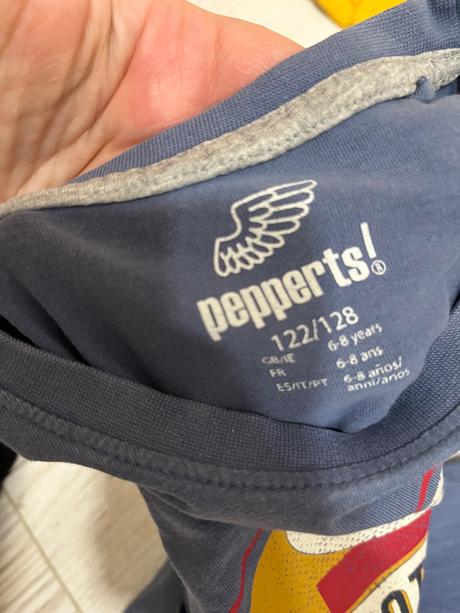 pepperts!®
122/128
GB/IE 6-8 years
FR 6-8 ans
ES/IT/PT 6-8 años/
anni/anos